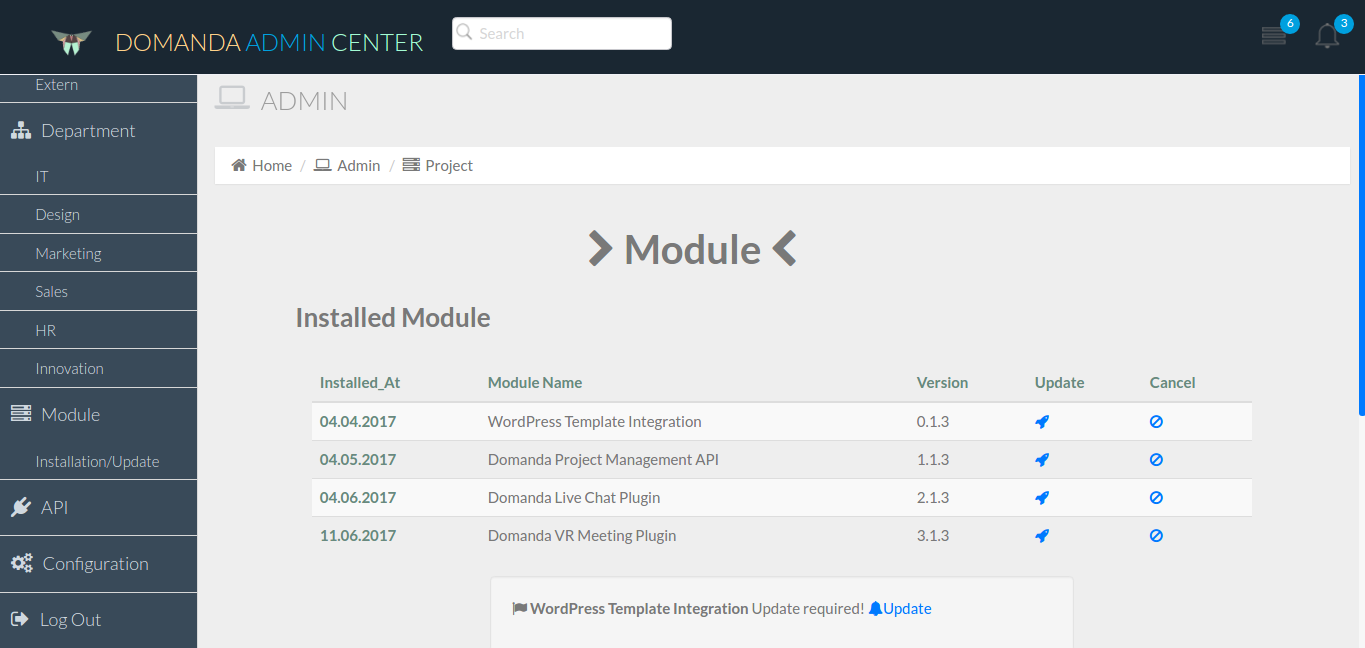 DOMANDA ADMIN CENTER
Search
6
3
Extern
Department
IT
Design
Marketing
Sales
HR
Innovation
Module
Installation/Update
API
Configuration
Log Out
ADMIN
Home / Admin / Project
Module
Installed Module
Installed_At Module Name Version Update Cancel
04.04.2017 WordPress Template Integration 0.1.3
04.05.2017 Domanda Project Management API 1.1.3
04.06.2017 Domanda Live Chat Plugin 2.1.3
11.06.2017 Domanda VR Meeting Plugin 3.1.3
WordPress Template Integration Update required! Update